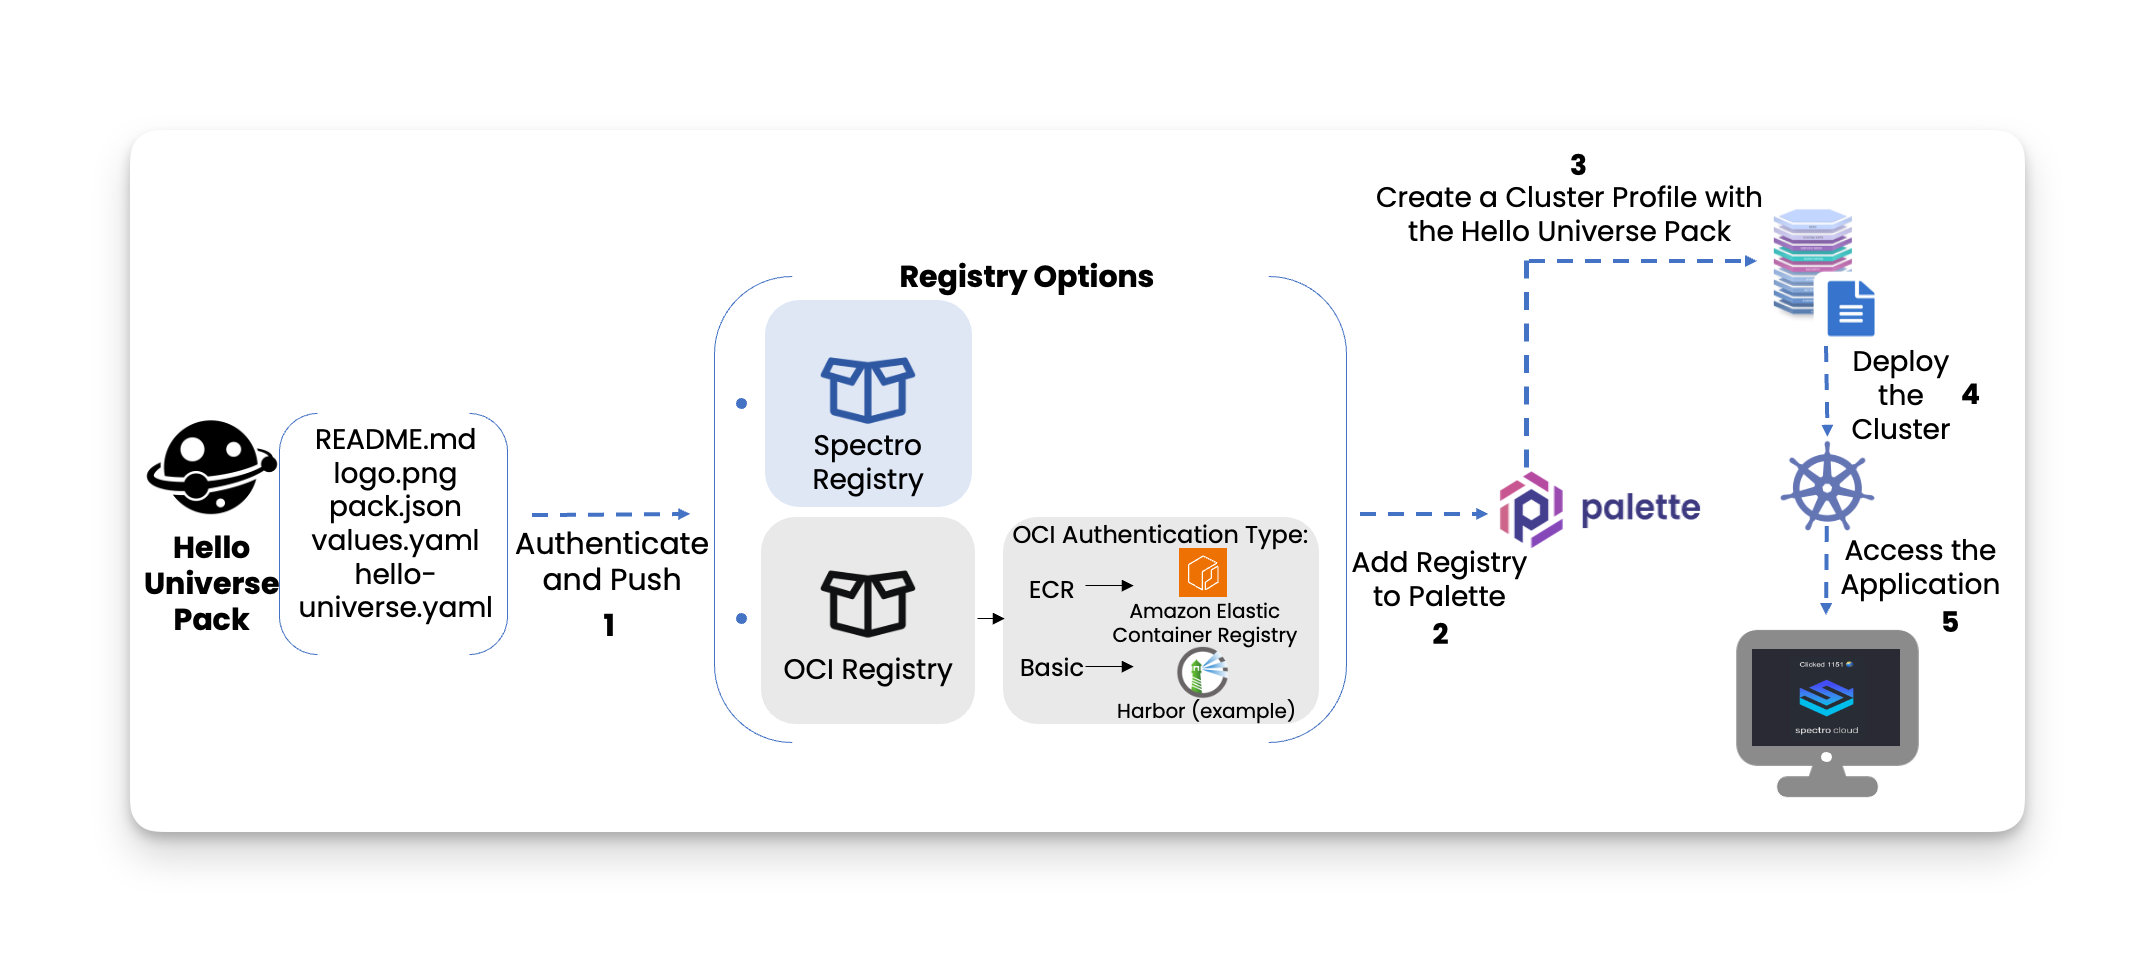 Hello
Universe
Pack
README.md
logo.png
pack.json
values.yaml
hello-
universe.yaml
Authenticate
and Push
1
Registry Options
Spectro
Registry
OCI Registry
OCI Authentication Type:
ECR
Amazon Elastic
Container Registry
Basic
Harbor (example)
Add Registry
to Palette
2
palette
3
Create a Cluster Profile with
the Hello Universe Pack
Deploy
the
Cluster
4
Access the
Application
5
Clicked 1151
spectro cloud